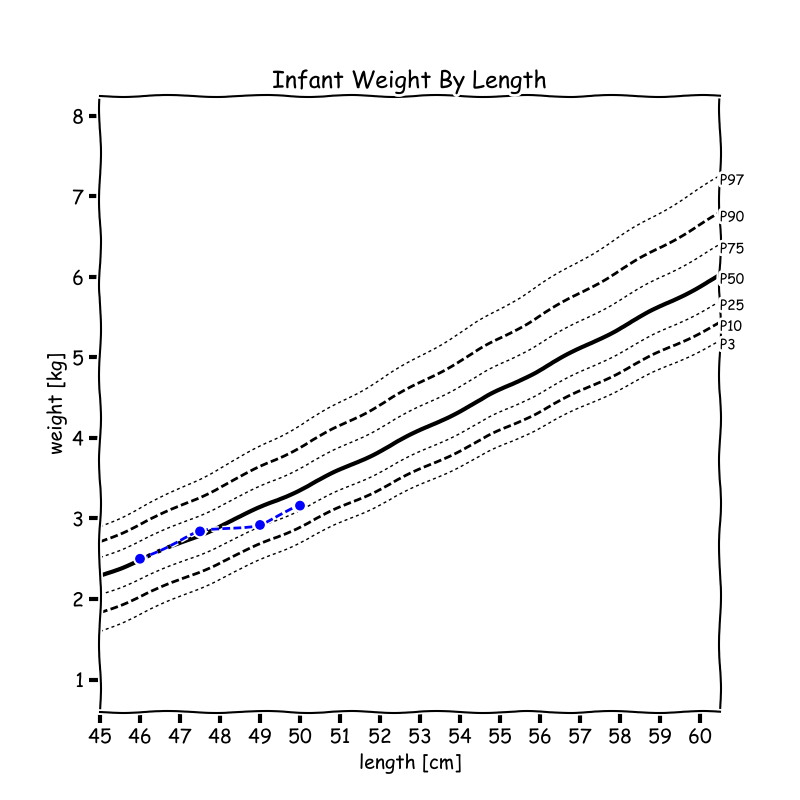 Infant Weight By Length
8
7
6
5
4
3
2
1
weight [kg]
P97
P90
P75
P50
P25
P10
P3
45 46 47 48 49 50 51 52 53 54 55 56 57 58 59 60
length [cm]